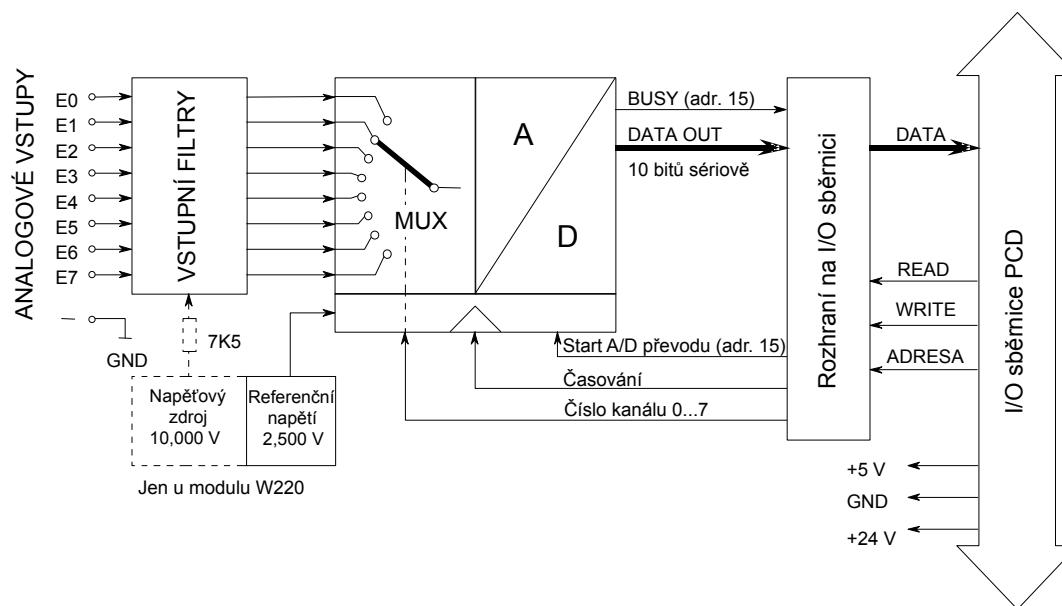 ANALOGOVÉ VSTUPY
E0
E1
E2
E3
E4
E5
E6
E7
GND
VSTUPNÍ FILTRY
7K5
Napěťový
zdroj
10,000 V
Referenční
napětí
2,500 V
Jen u modulu W220
MUX
A
D
BUSY (adr. 15)
DATA OUT
10 bitů sériově
Start A/D převodu (adr. 15)
Časování
Číslo kanálu 0...7
Rozhraní na I/O sběrnici
DATA
READ
WRITE
ADRESA
+5 V
GND
+24 V
I/O sběrnice PCD